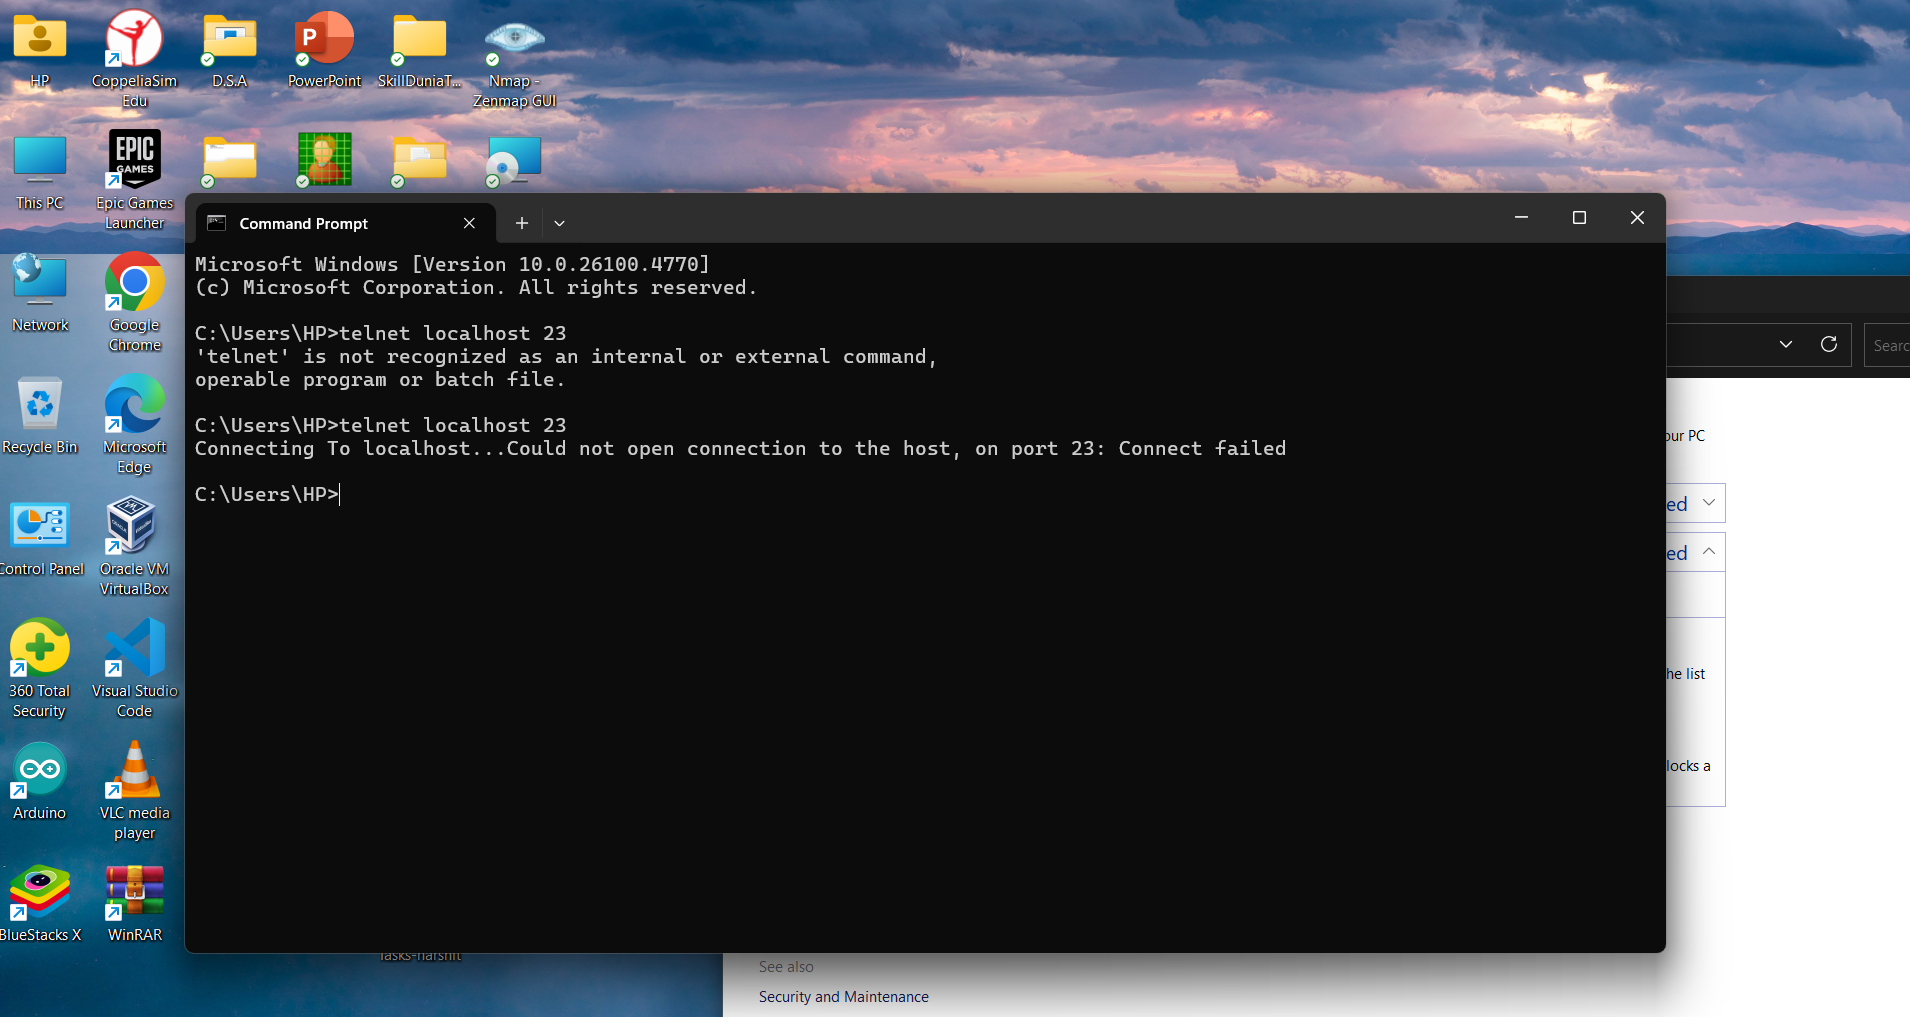 HP
CoppeliaSim
Edu
D.S.A
PowerPoint
SkillDuniaT...
Nmap -
Zenmap GUI
This PC
EPIC
GAMES
Epic Games
Launcher
Network
Google
Chrome
Recycle Bin
Microsoft
Edge
Control Panel
Oracle VM
VirtualBox
360 Total
Security
Visual Studio
Code
Arduino
VLC media
player
BlueStacks X
WinRAR
Command Prompt
Microsoft Windows [Version 10.0.26100.4770]
(c) Microsoft Corporation. All rights reserved.
C:\Users\HP>telnet localhost 23
'telnet' is not recognized as an internal or external command,
operable program or batch file.
C:\Users\HP>telnet localhost 23
Connecting To localhost...Could not open connection to the host, on port 23: Connect failed
C:\Users\HP>
Searc
our PC
ed
ed
he list
locks a
Tasks-harshit
See also
Security and Maintenance